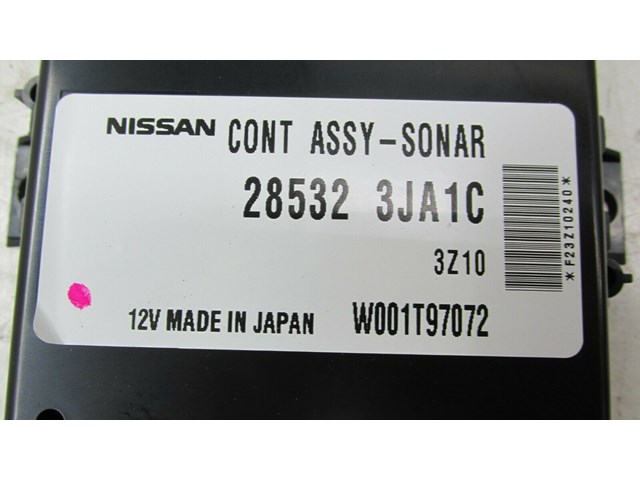 NISSAN CONT ASSY-SONAR
28532 3JA1C
3Z10
12V MADE IN JAPAN W001T97072
*F23Z10240*